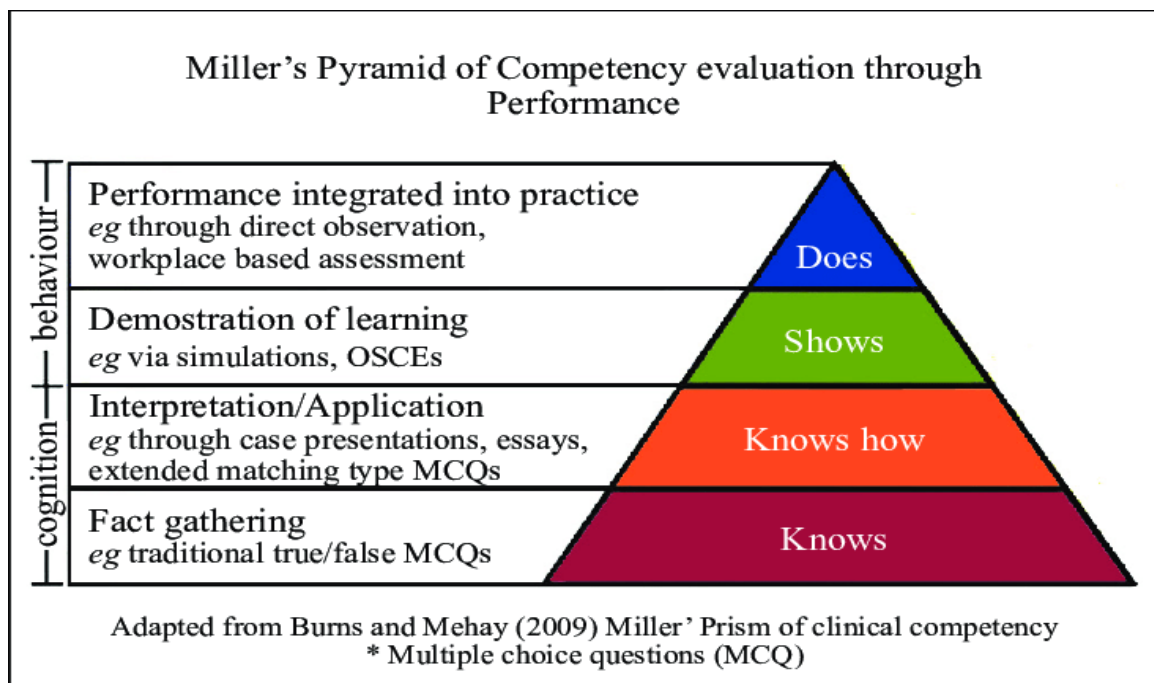 Miller's Pyramid of Competency evaluation through
Performance
behaviour
Performance integrated into practice
eg through direct observation,
workplace based assessment
Does
Demostration of learning
eg via simulations, OSCEs
Shows
cognition
Interpretation/Application
eg through case presentations, essays,
extended matching type MCQs
Knows how
Fact gathering
eg traditional true/false MCQs
Knows
Adapted from Burns and Mehay (2009) Miller' Prism of clinical competency
* Multiple choice questions (MCQ)